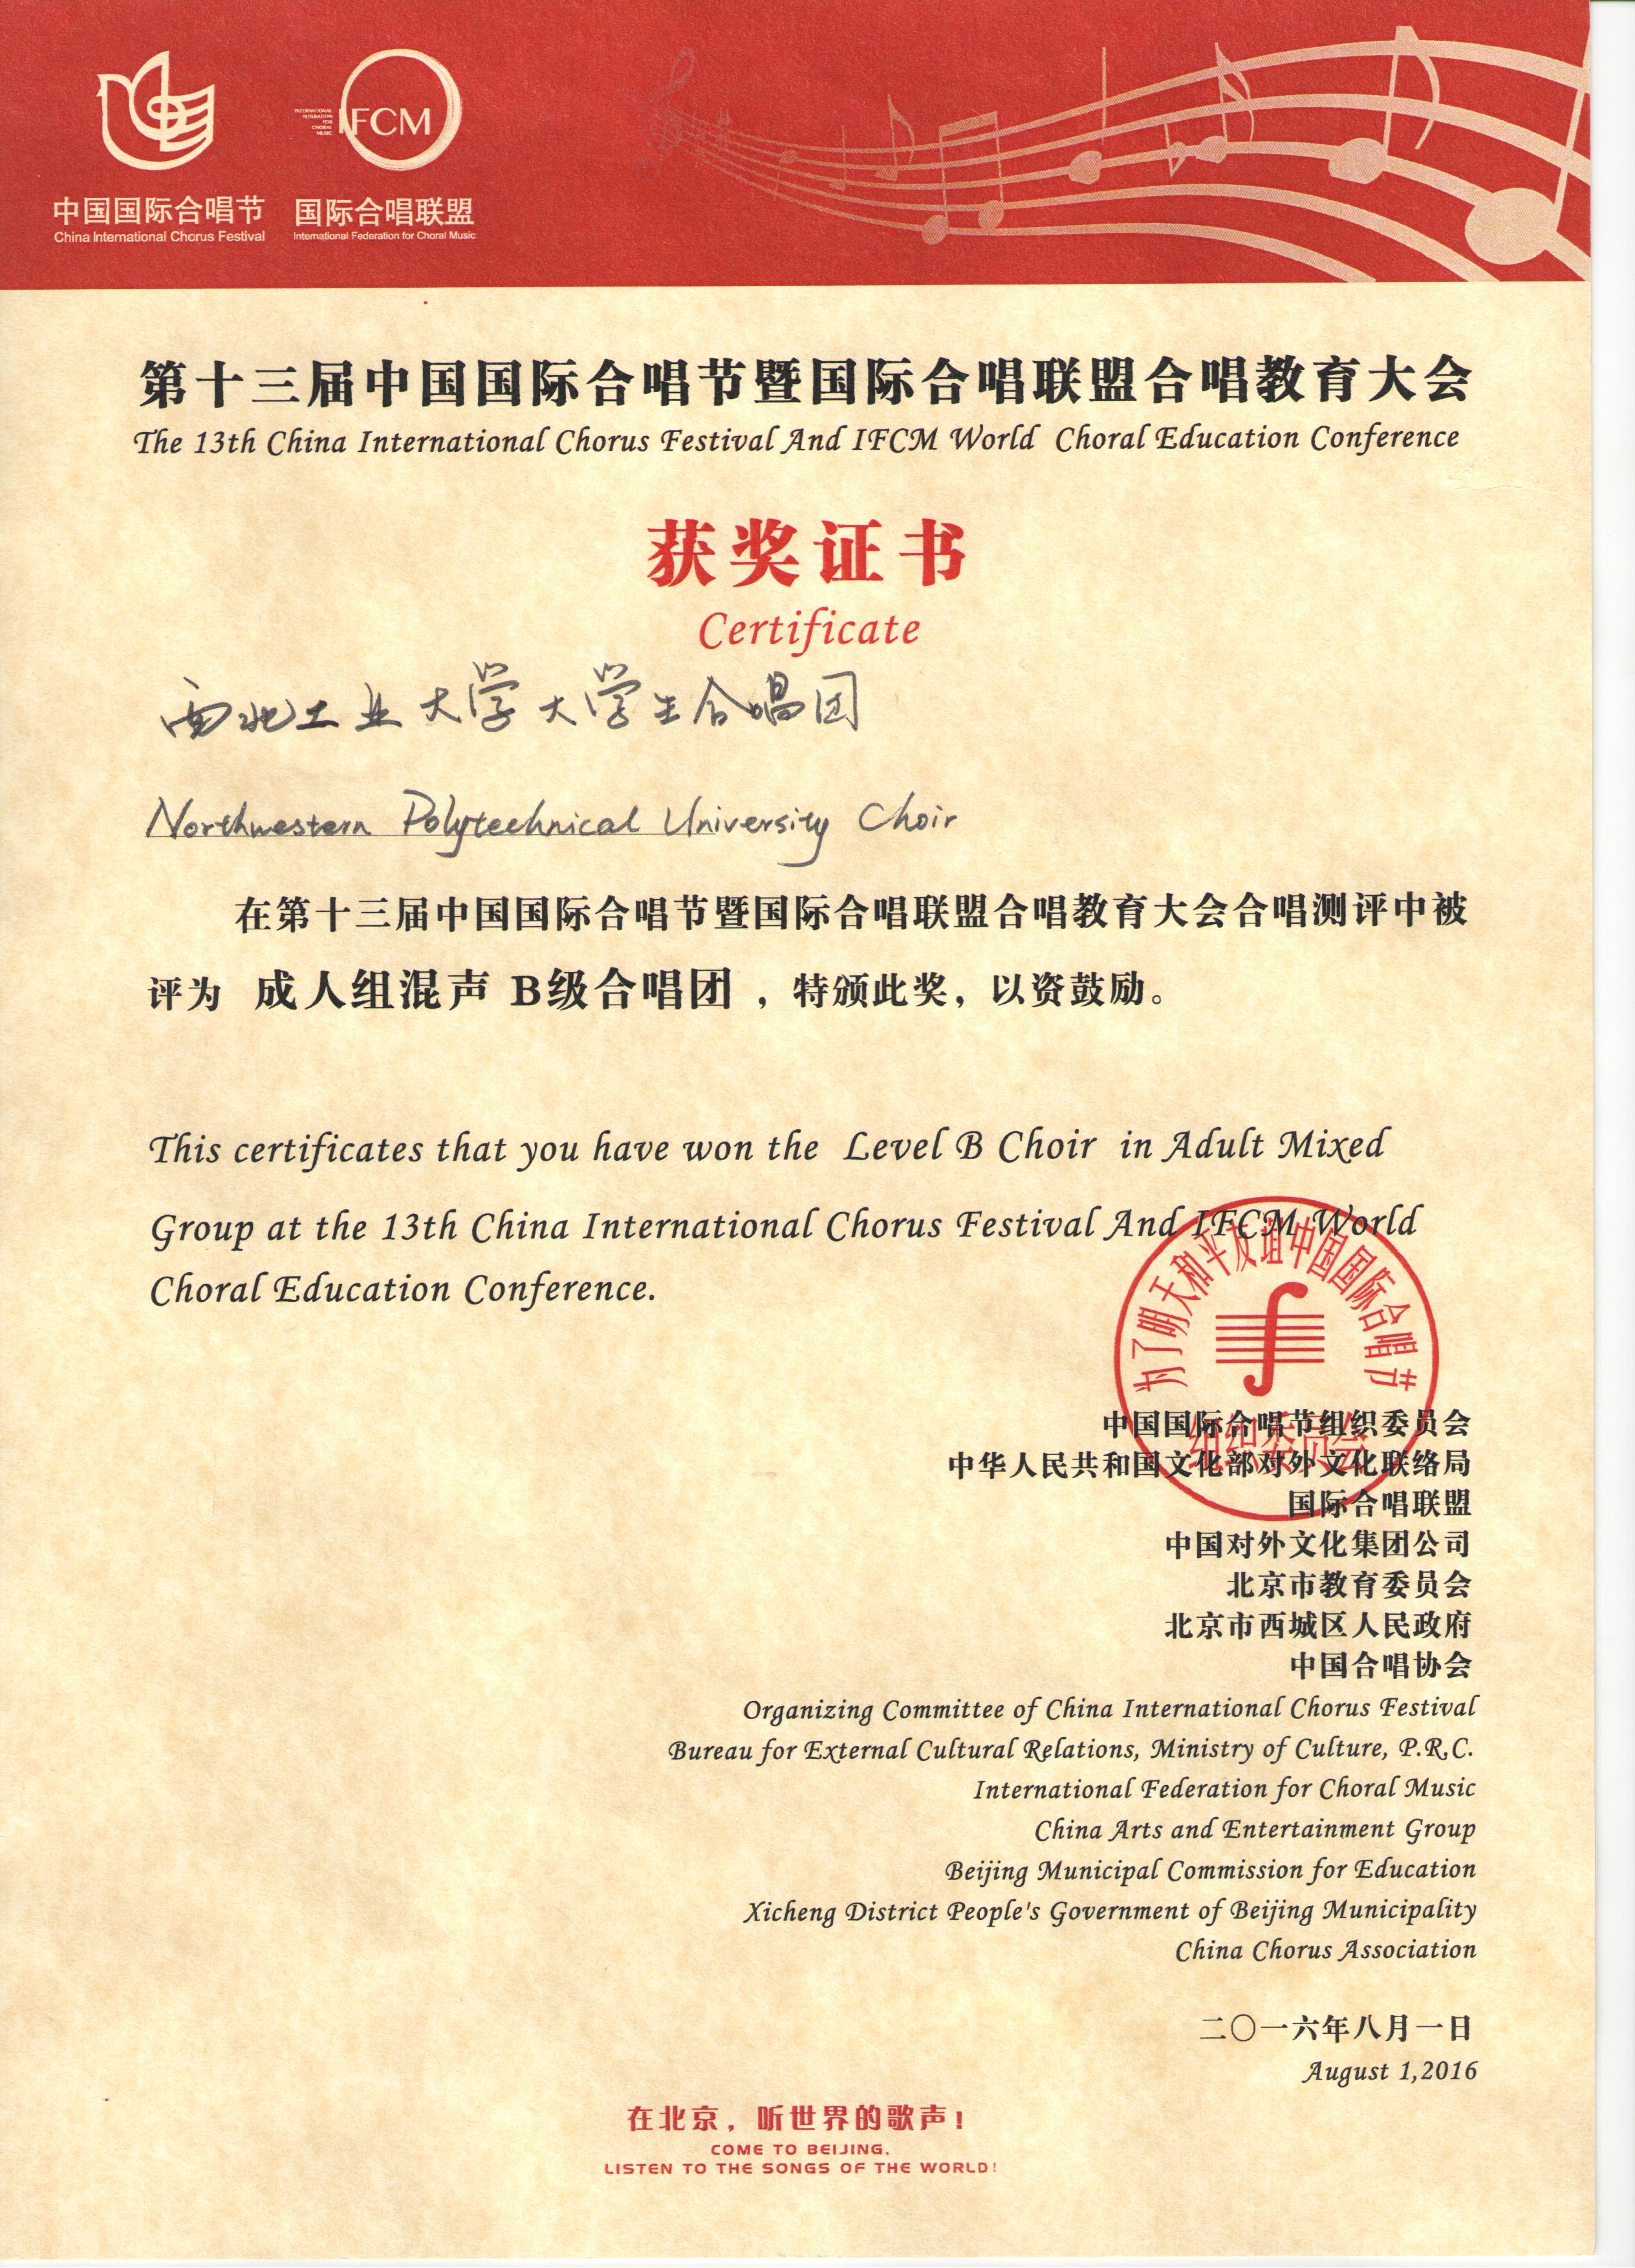 INTERNATIONAL
FEDERATION
FOR
CHORAL
MUSIC
IFCM
中国国际合唱节
China International Chorus Festival
国际合唱联盟
International Federation for Choral Music
第十三届中国国际合唱节暨国际合唱联盟合唱教育大会
The 13th China International Chorus Festival And IFCM World Choral Education Conference
获奖证书
Certificate
西北工业大学大学生合唱团
Northwestern Polytechnical University Choir
在第十三届中国国际合唱节暨国际合唱联盟合唱教育大会合唱测评中被
评为 成人组混声 B级合唱团 ，特颁此奖，以资鼓励。
This certificates that you have won the Level B Choir in Adult Mixed
Group at the 13th China International Chorus Festival And IFCM World
Choral Education Conference.
为了明天和平友谊中国国际合唱节
组织委员会
中国国际合唱节组织委员会
中华人民共和国文化部对外文化联络局
国际合唱联盟
中国对外文化集团公司
北京市教育委员会
北京市西城区人民政府
中国合唱协会
Organizing Committee of China International Chorus Festival
Bureau for External Cultural Relations, Ministry of Culture, P.R.C.
International Federation for Choral Music
China Arts and Entertainment Group
Beijing Municipal Commission for Education
Xicheng District People's Government of Beijing Municipality
China Chorus Association
二〇一六年八月一日
August 1,2016
在北京，听世界的歌声！
COME TO BEIJING,
LISTEN TO THE SONGS OF THE WORLD!